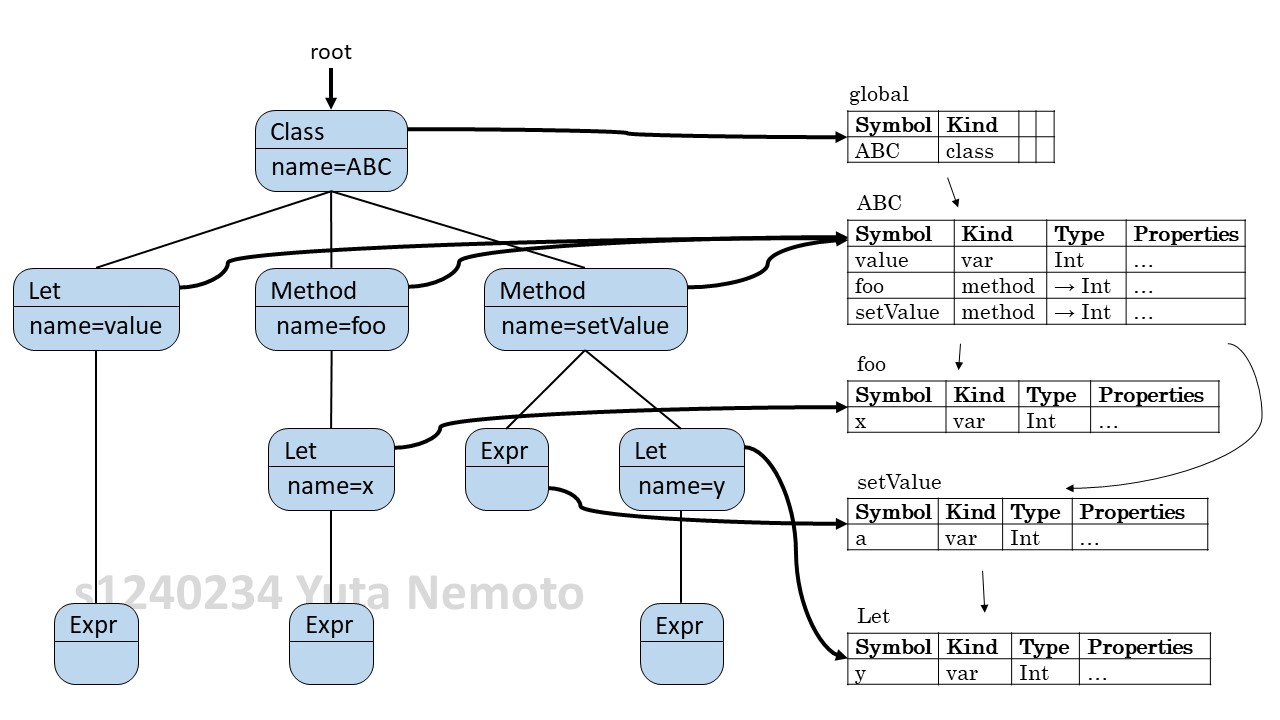 root
Class
name=ABC
Let
name=value
Method
name=foo
Method
name=setValue
Let
name=x
Expr
Let
name=y
s1240234 Yuta Nemoto
Expr
Expr
Expr
global
Symbol Kind
ABC class
ABC
Symbol Kind Type Properties
value var Int …
foo method → Int …
setValue method → Int …
foo
Symbol Kind Type Properties
x var Int …
setValue
Symbol Kind Type Properties
a var Int …
Let
Symbol Kind Type Properties
y var Int …